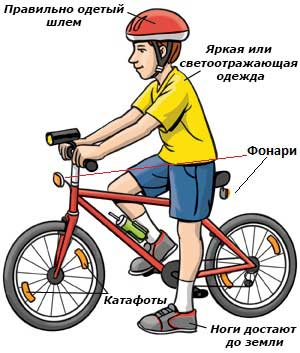 Правильно одетый
шлем
Яркая или
светоотражающая
одежда
Фонари
Катафоты
Ноги достают
до земли